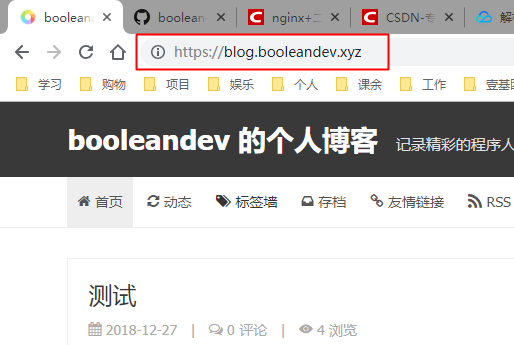 boolean
boolean
nginx+二
CSDN-专
解析
https://blog.booleandev.xyz
学习 购物 项目 娱乐 个人 课余 工作 壹基
booleandev 的个人博客 记录精彩的程序人
首页 动态 标签墙 存档 友情链接 RSS
测试
2018-12-27 | 0 评论 | 4 浏览